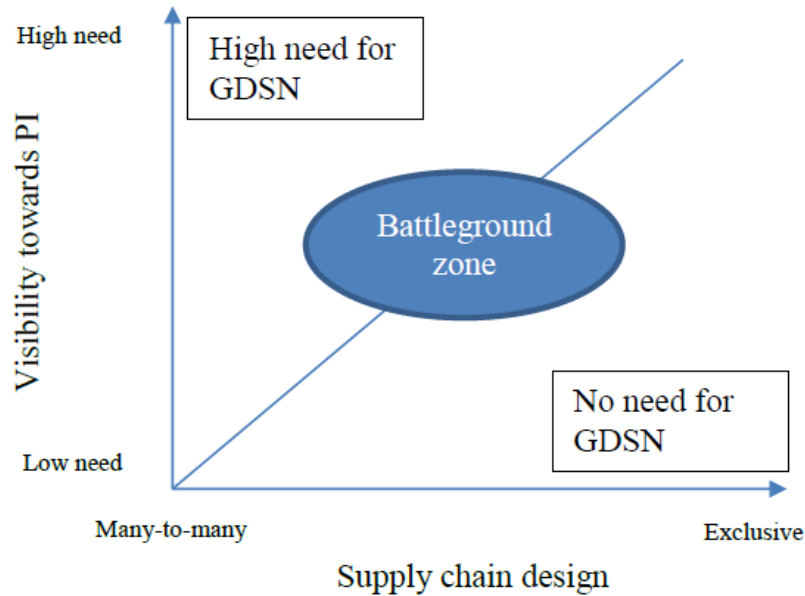 High need
High need for
GDSN
Visibility towards PI
Battleground
zone
No need for
GDSN
Low need
Many-to-many
Exclusive
Supply chain design